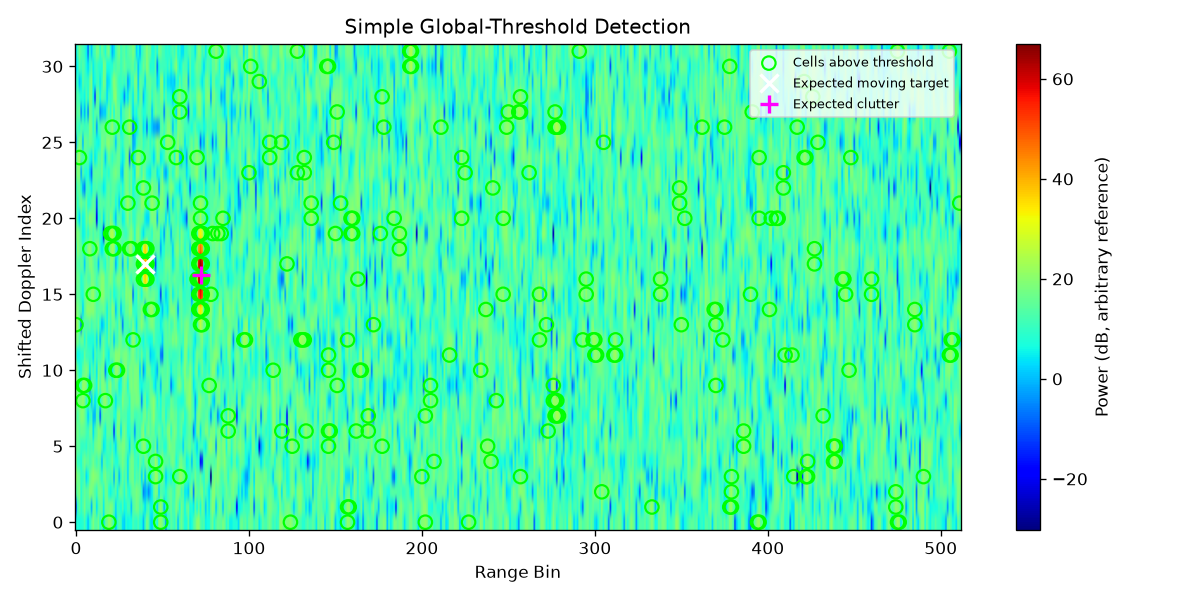 Simple Global-Threshold Detection
Cells above threshold
Expected moving target
Expected clutter
Shifted Doppler Index
30
25
20
15
10
5
0
0 100 200 300 400 500
Range Bin
60
40
20
0
−20
Power (dB, arbitrary reference)